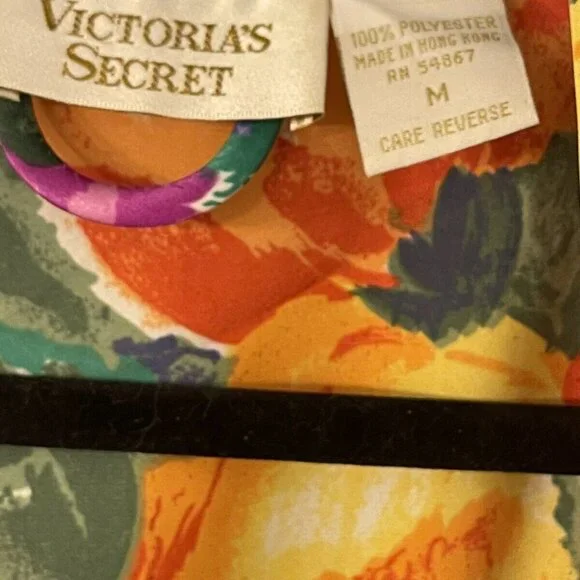 VICTORIA'S
SECRET
100% POLYESTER
MADE IN HONG KONG
RN 54867
M
CARE REVERSE